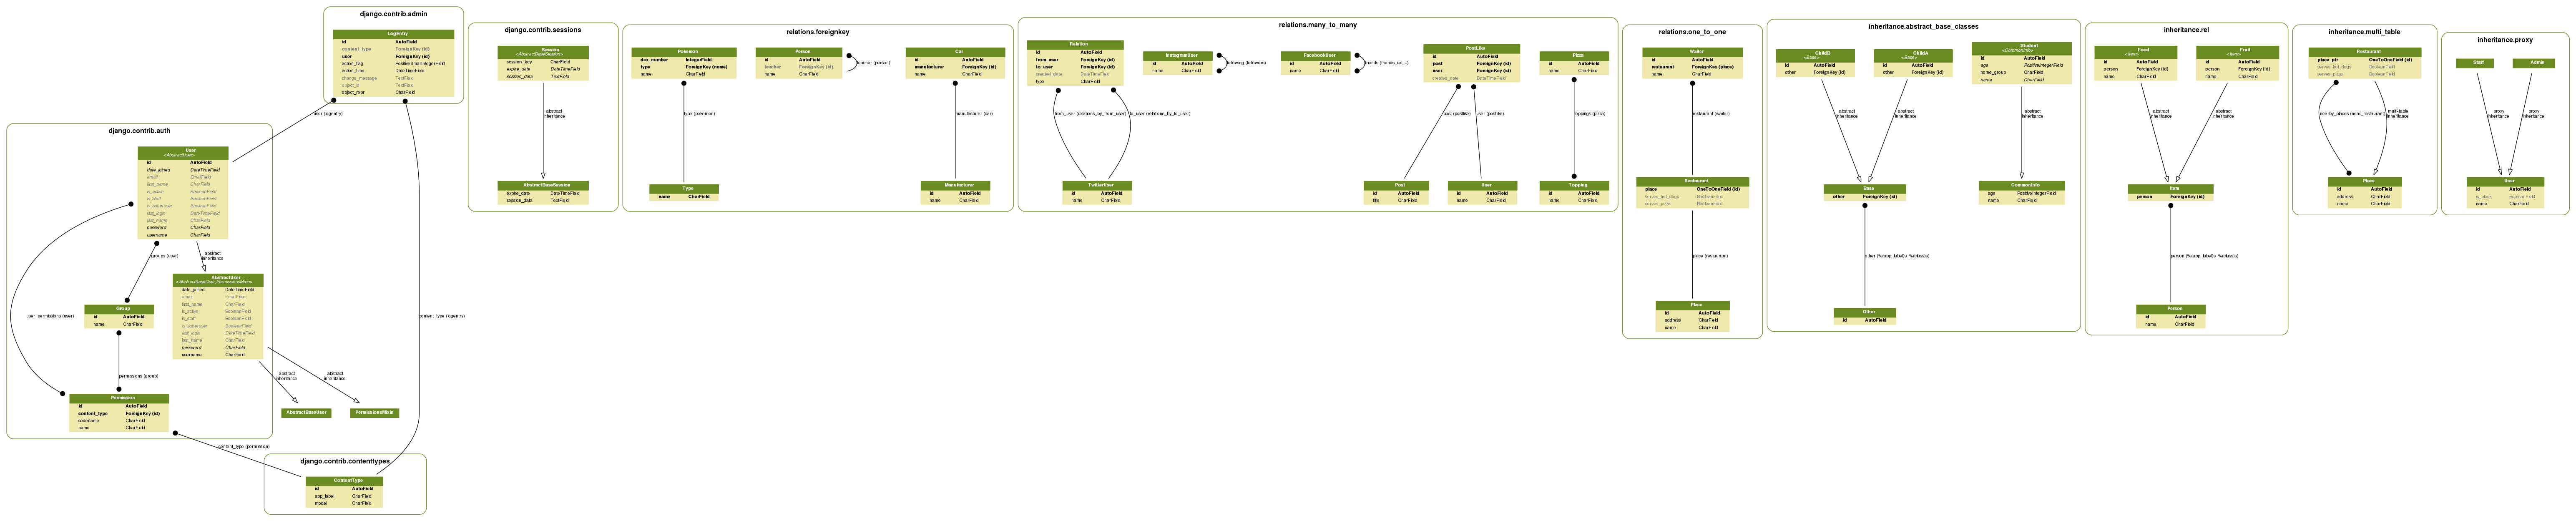 django.contrib.admin
LogEntry
id AutoField
content_type ForeignKey (id)
user ForeignKey (id)
action_flag PositiveSmallIntegerField
action_time DateTimeField
change_message TextField
object_id TextField
object_repr CharField
user (logentry)
content_type (logentry)
django.contrib.auth
User
<AbstractUser>
id AutoField
date_joined DateTimeField
email EmailField
first_name CharField
is_active BooleanField
is_staff BooleanField
is_superuser BooleanField
last_login DateTimeField
last_name CharField
password CharField
username CharField
groups (user)
abstract
inheritance
AbstractUser
<AbstractBaseUser,PermissionsMixin>
date_joined DateTimeField
email EmailField
first_name CharField
is_active BooleanField
is_staff BooleanField
is_superuser BooleanField
last_login DateTimeField
last_name CharField
password CharField
username CharField
Group
id AutoField
name CharField
user_permissions (user)
permissions (group)
abstract
inheritance
abstract
inheritance
Permission
id AutoField
content_type ForeignKey (id)
codename CharField
name CharField
AbstractBaseUser
PermissionsMixin
content_type (permission)
django.contrib.contenttypes
ContentType
id AutoField
app_label CharField
model CharField
django.contrib.sessions
Session
<AbstractBaseSession>
session_key CharField
expire_date DateTimeField
session_data TextField
abstract
inheritance
AbstractBaseSession
expire_date DateTimeField
session_data TextField
relations.foreignkey
Pokemon
dex_number IntegerField
type ForeignKey (name)
name CharField
type (pokemon)
Type
name CharField
Person
id AutoField
teacher ForeignKey (id)
name CharField
teacher (person)
Car
id AutoField
manufacturer ForeignKey (id)
name CharField
manufacturer (car)
Manufacturer
id AutoField
name CharField
relations.many_to_many
Relation
id AutoField
from_user ForeignKey (id)
to_user ForeignKey (id)
created_date DateTimeField
type CharField
from_user (relations_by_from_user)
to_user (relations_by_to_user)
TwitterUser
id AutoField
name CharField
InstagramUser
id AutoField
name CharField
following (followers)
FacebookUser
id AutoField
name CharField
friends (friends_rel_+)
PostLike
id AutoField
post ForeignKey (id)
user ForeignKey (id)
created_date DateTimeField
post (postlike)
user (postlike)
Post
id AutoField
title CharField
User
id AutoField
name CharField
Pizza
id AutoField
name CharField
toppings (pizza)
Topping
id AutoField
name CharField
relations.one_to_one
Waiter
id AutoField
restaurant ForeignKey (place)
name CharField
restaurant (waiter)
Restaurant
place OneToOneField (id)
serves_hot_dogs BooleanField
serves_pizza BooleanField
place (restaurant)
Place
id AutoField
address CharField
name CharField
inheritance.abstract_base_classes
ChildB
<Base>
id AutoField
other ForeignKey (id)
ChildA
<Base>
id AutoField
other ForeignKey (id)
Student
<CommonInfo>
id AutoField
age PositiveIntegerField
home_group CharField
name CharField
abstract
inheritance
abstract
inheritance
abstract
inheritance
Base
other ForeignKey (id)
CommonInfo
age PositiveIntegerField
name CharField
other (%(app_label)s_%(class)s)
Other
id AutoField
inheritance.rel
Food
<Item>
id AutoField
person ForeignKey (id)
name CharField
Fruit
<Item>
id AutoField
person ForeignKey (id)
name CharField
abstract
inheritance
abstract
inheritance
Item
person ForeignKey (id)
person (%(app_label)s_%(class)s)
Person
id AutoField
name CharField
inheritance.multi_table
Restaurant
place_ptr OneToOneField (id)
serves_hot_dogs BooleanField
serves_pizza BooleanField
nearby_places (near_restaurant)
multi-table
inheritance
Place
id AutoField
address CharField
name CharField
inheritance.proxy
Staff
Admin
proxy
inheritance
proxy
inheritance
User
id AutoField
is_block BooleanField
name CharField